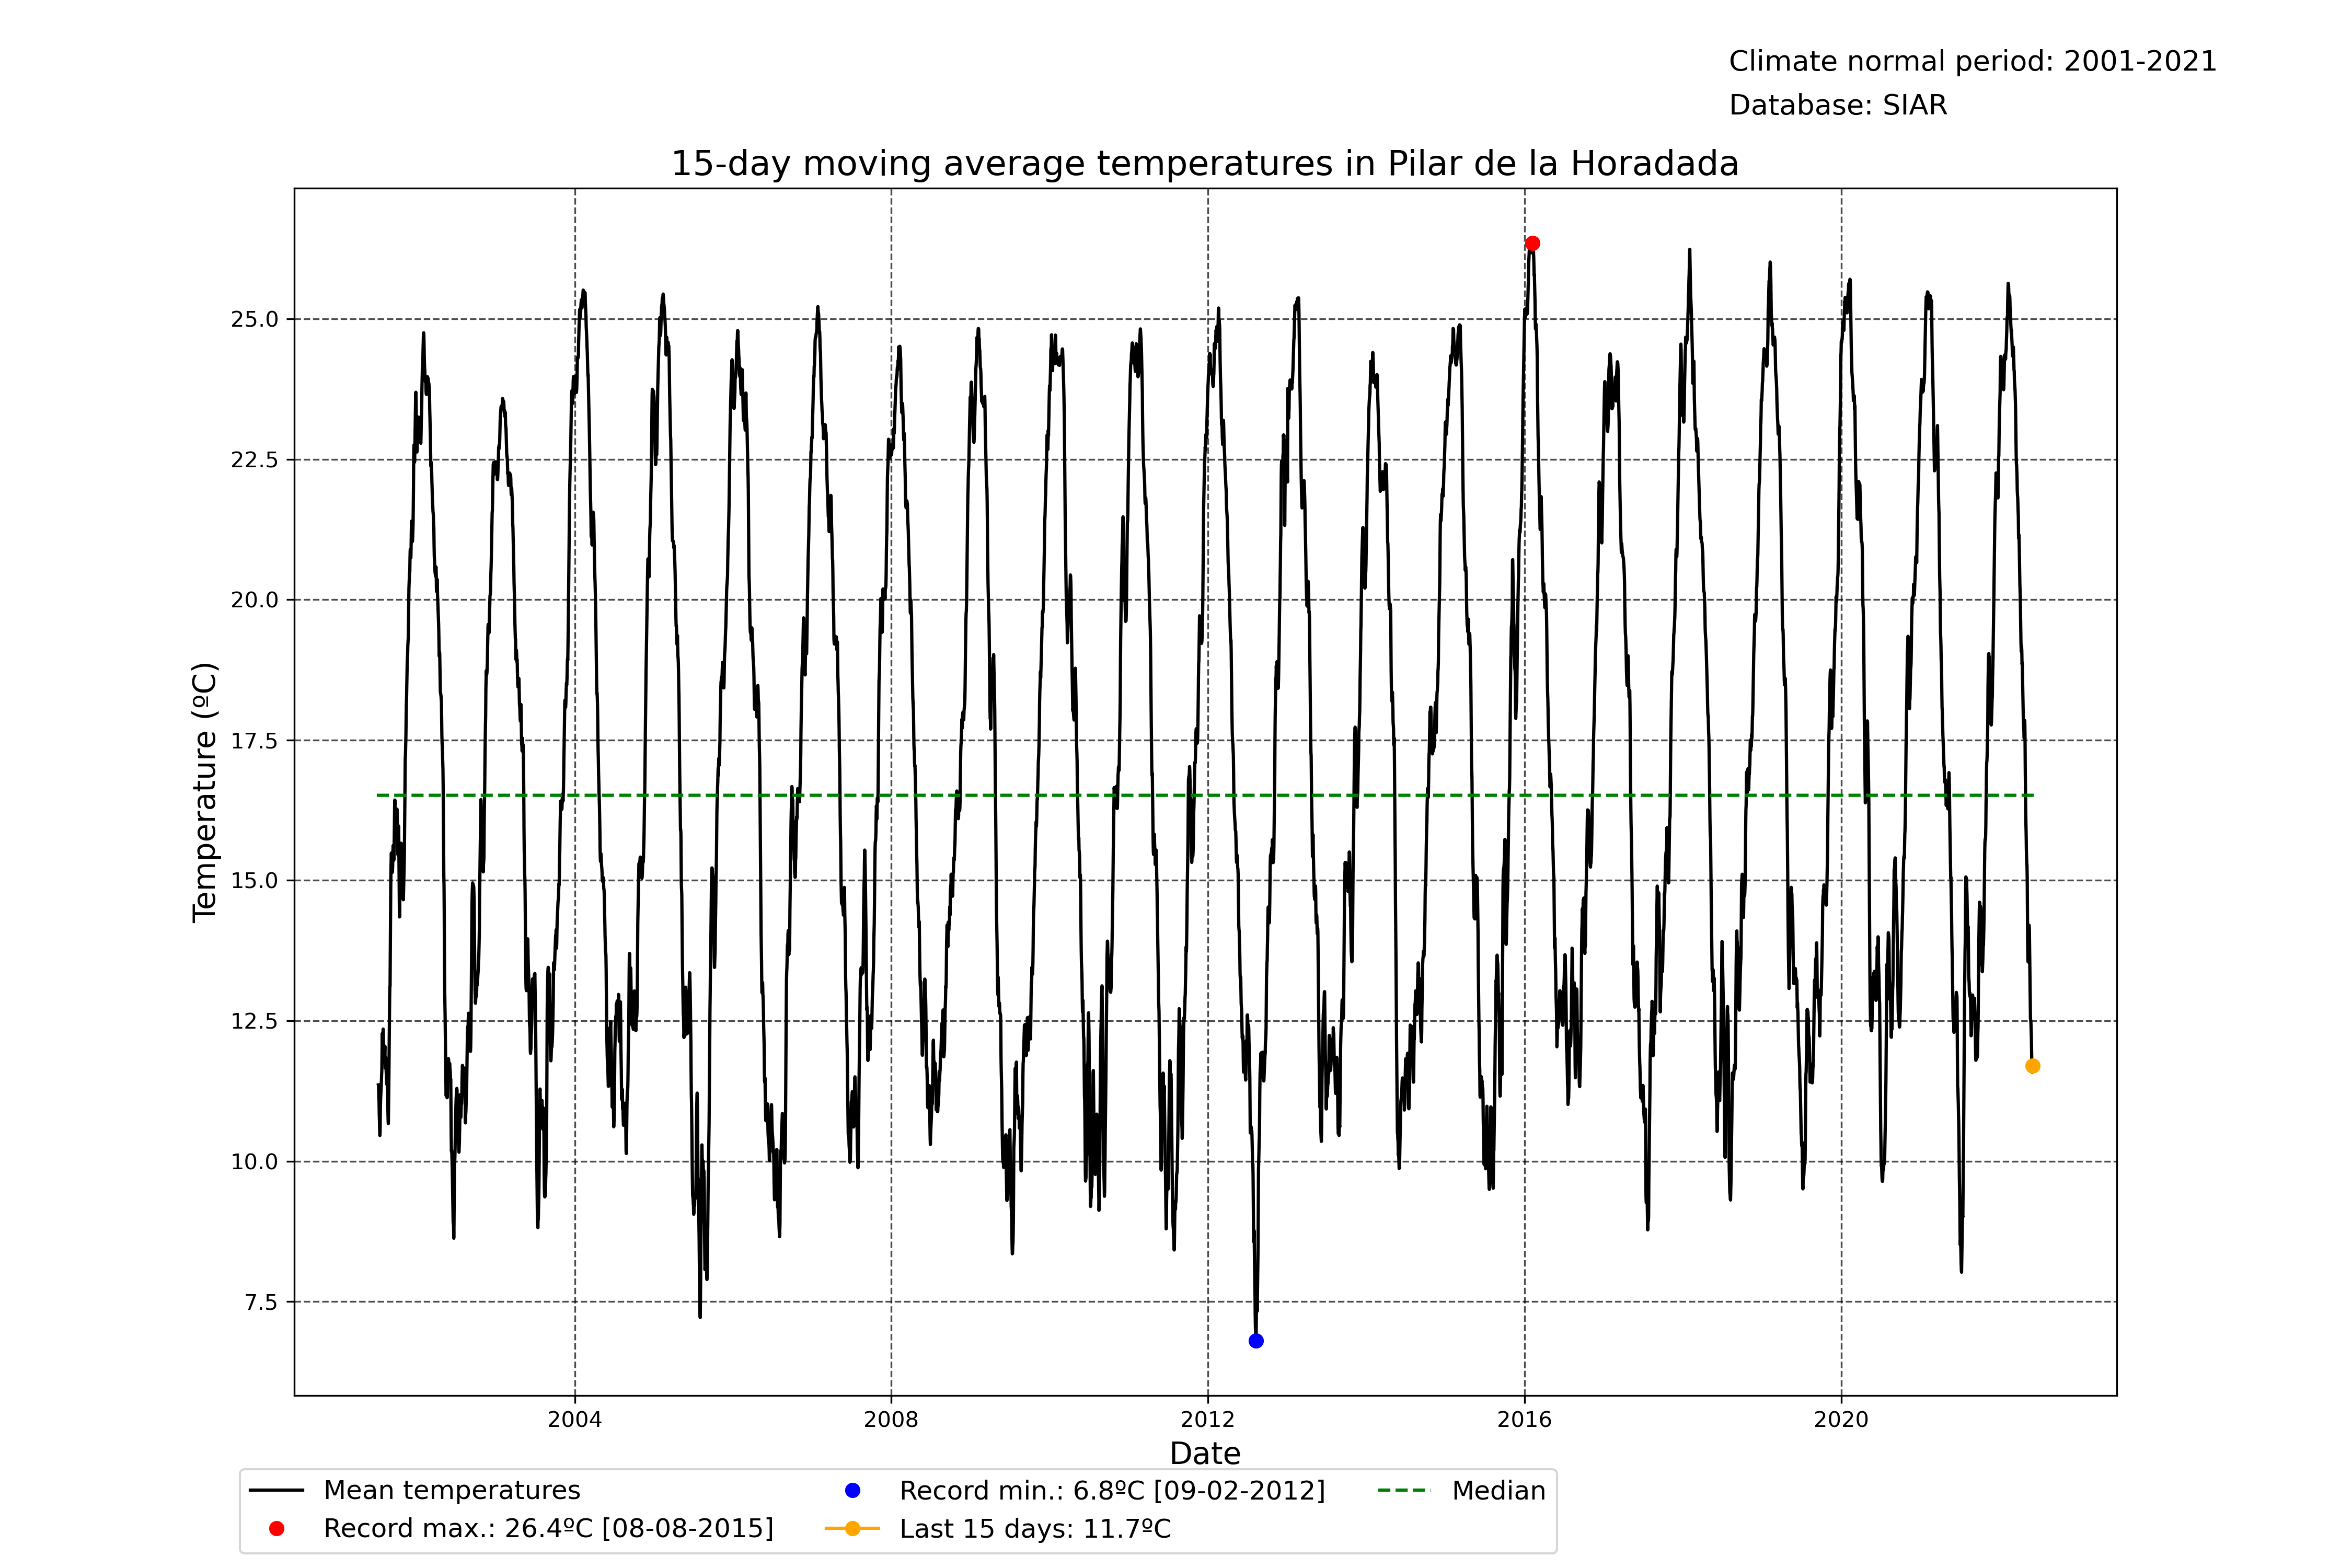 Climate normal period: 2001-2021
Database: SIAR
15-day moving average temperatures in Pilar de la Horadada
Temperature (ºC)
25.0
22.5
20.0
17.5
15.0
12.5
10.0
7.5
2004 2008 2012 2016 2020
Date
Mean temperatures
Record max.: 26.4ºC [08-08-2015]
Record min.: 6.8ºC [09-02-2012]
Last 15 days: 11.7ºC
Median